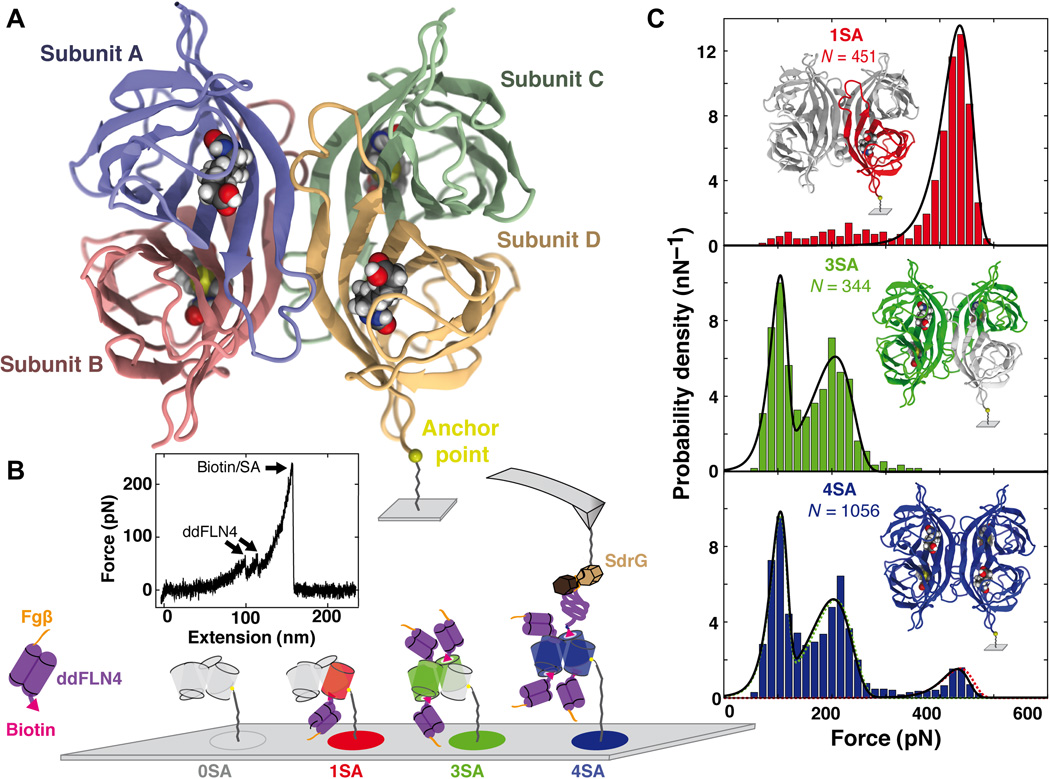 A
Subunit A
Subunit C
Subunit D
Subunit B
Anchor
point
B
Force (pN)
200
100
0
Biotin/SA
ddFLN4
0
100
200
Extension (nm)
SdrG
Fgβ
ddFLN4
Biotin
0SA
1SA
3SA
4SA
C
Probability density (nN⁻¹)
12
8
4
0
1SA
N = 451
8
4
0
3SA
N = 344
8
4
0
4SA
N = 1056
0
200
400
600
Force (pN)